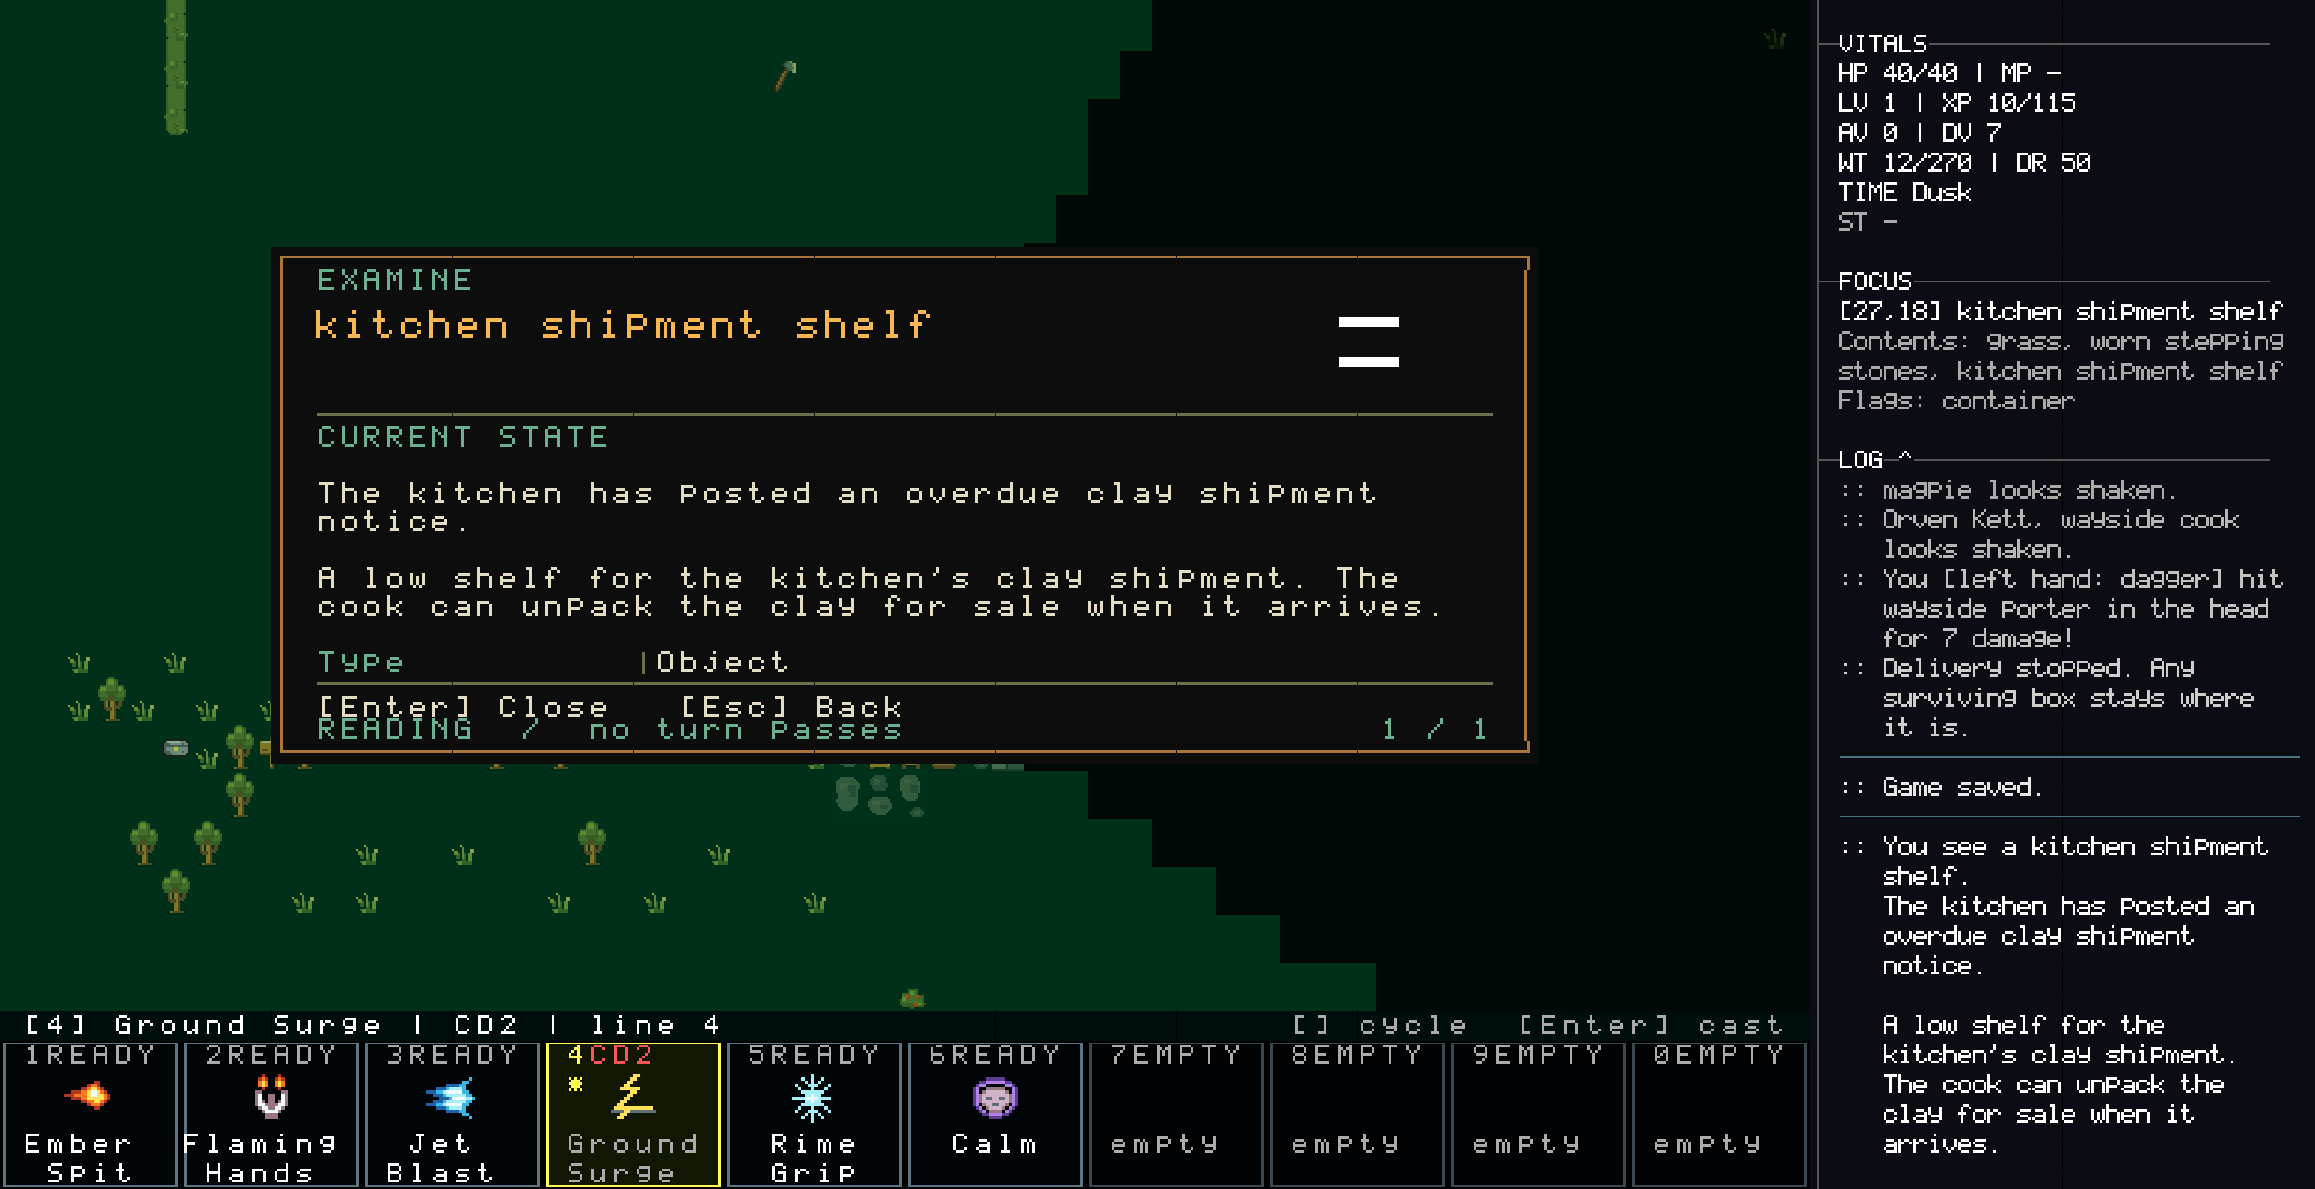 EXAMINE
kitchen shipment shelf
CURRENT STATE
The kitchen has posted an overdue clay shipment
notice.
A low shelf for the kitchen's clay shipment. The
cook can unpack the clay for sale when it arrives.
Type |Object
[Enter] Close [Esc] Back
READING / no turn passes 1 / 1
[4] Ground Surge | CD2 | line 4 [] cycle [Enter] cast
1READY 2READY 3READY 4CD2 5READY 6READY 7EMPTY 8EMPTY 9EMPTY 0EMPTY
*
Ember Flaming Jet Ground Rime Calm empty empty empty empty
Spit Hands Blast Surge Grip
VITALS
HP 40/40 | MP -
LV 1 | XP 10/115
AV 0 | DV 7
WT 12/270 | DR 50
TIME Dusk
ST -
FOCUS
[27,18] kitchen shipment shelf
Contents: grass, worn stepping
stones, kitchen shipment shelf
Flags: container
LOG ^
:: magpie looks shaken.
:: Orven Kett, wayside cook
looks shaken.
:: You [left hand: dagger] hit
wayside porter in the head
for 7 damage!
:: Delivery stopped. Any
surviving box stays where
it is.
:: Game saved.
:: You see a kitchen shipment
shelf.
The kitchen has posted an
overdue clay shipment
notice.
A low shelf for the
kitchen's clay shipment.
The cook can unpack the
clay for sale when it
arrives.